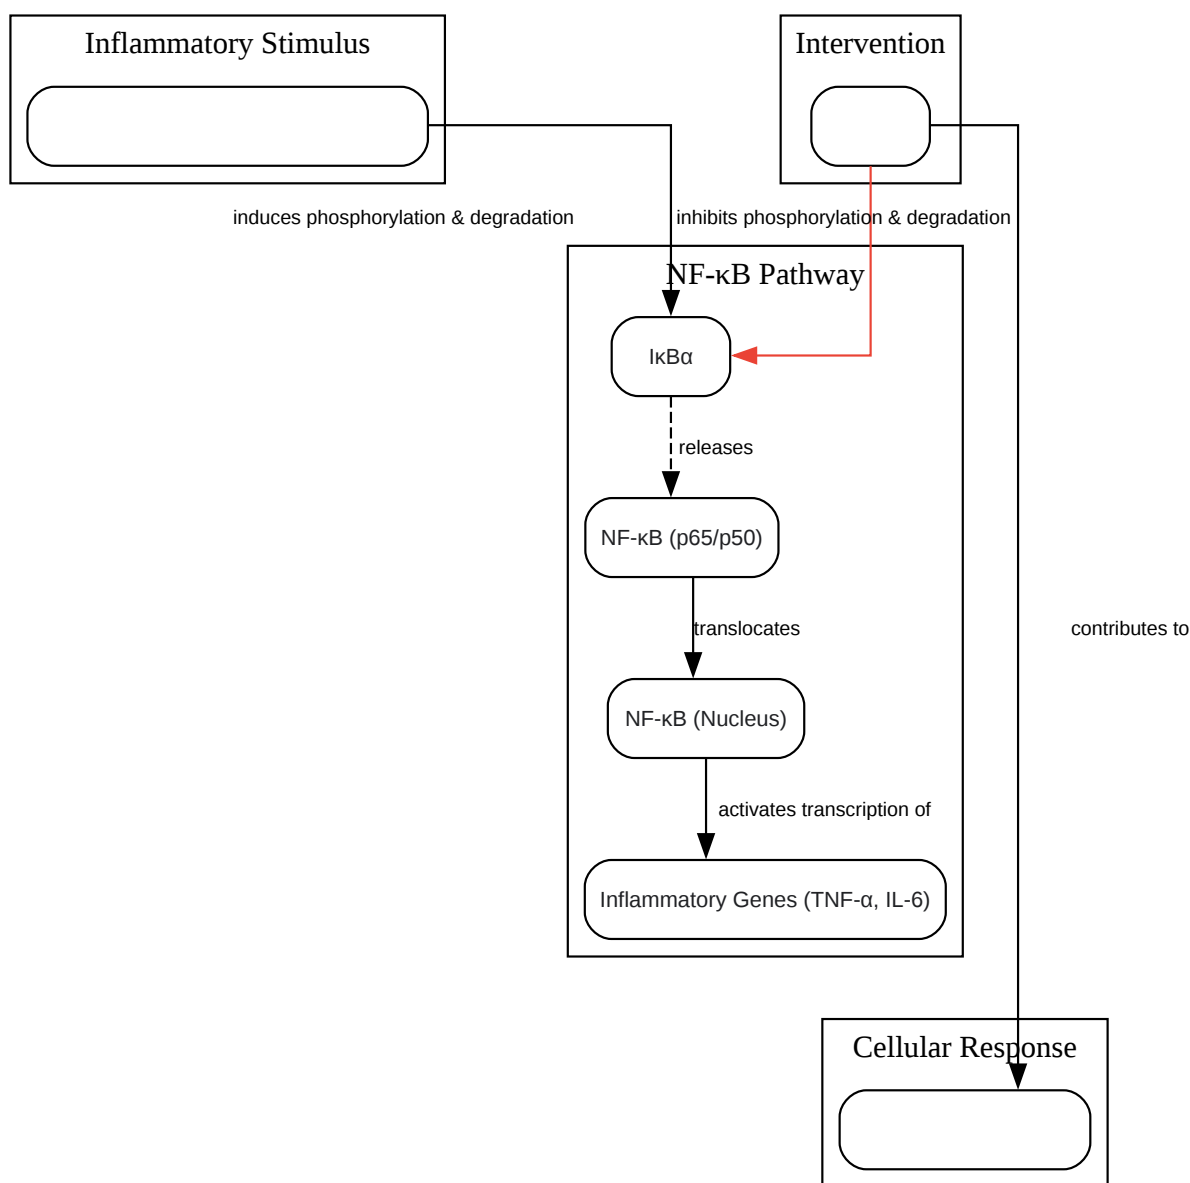 Inflammatory Stimulus
Intervention
induces phosphorylation & degradation
inhibits phosphorylation & degradation
NF-κB Pathway
IκBα
releases
NF-κB (p65/p50)
translocates
contributes to
NF-κB (Nucleus)
activates transcription of
Inflammatory Genes (TNF-α, IL-6)
Cellular Response